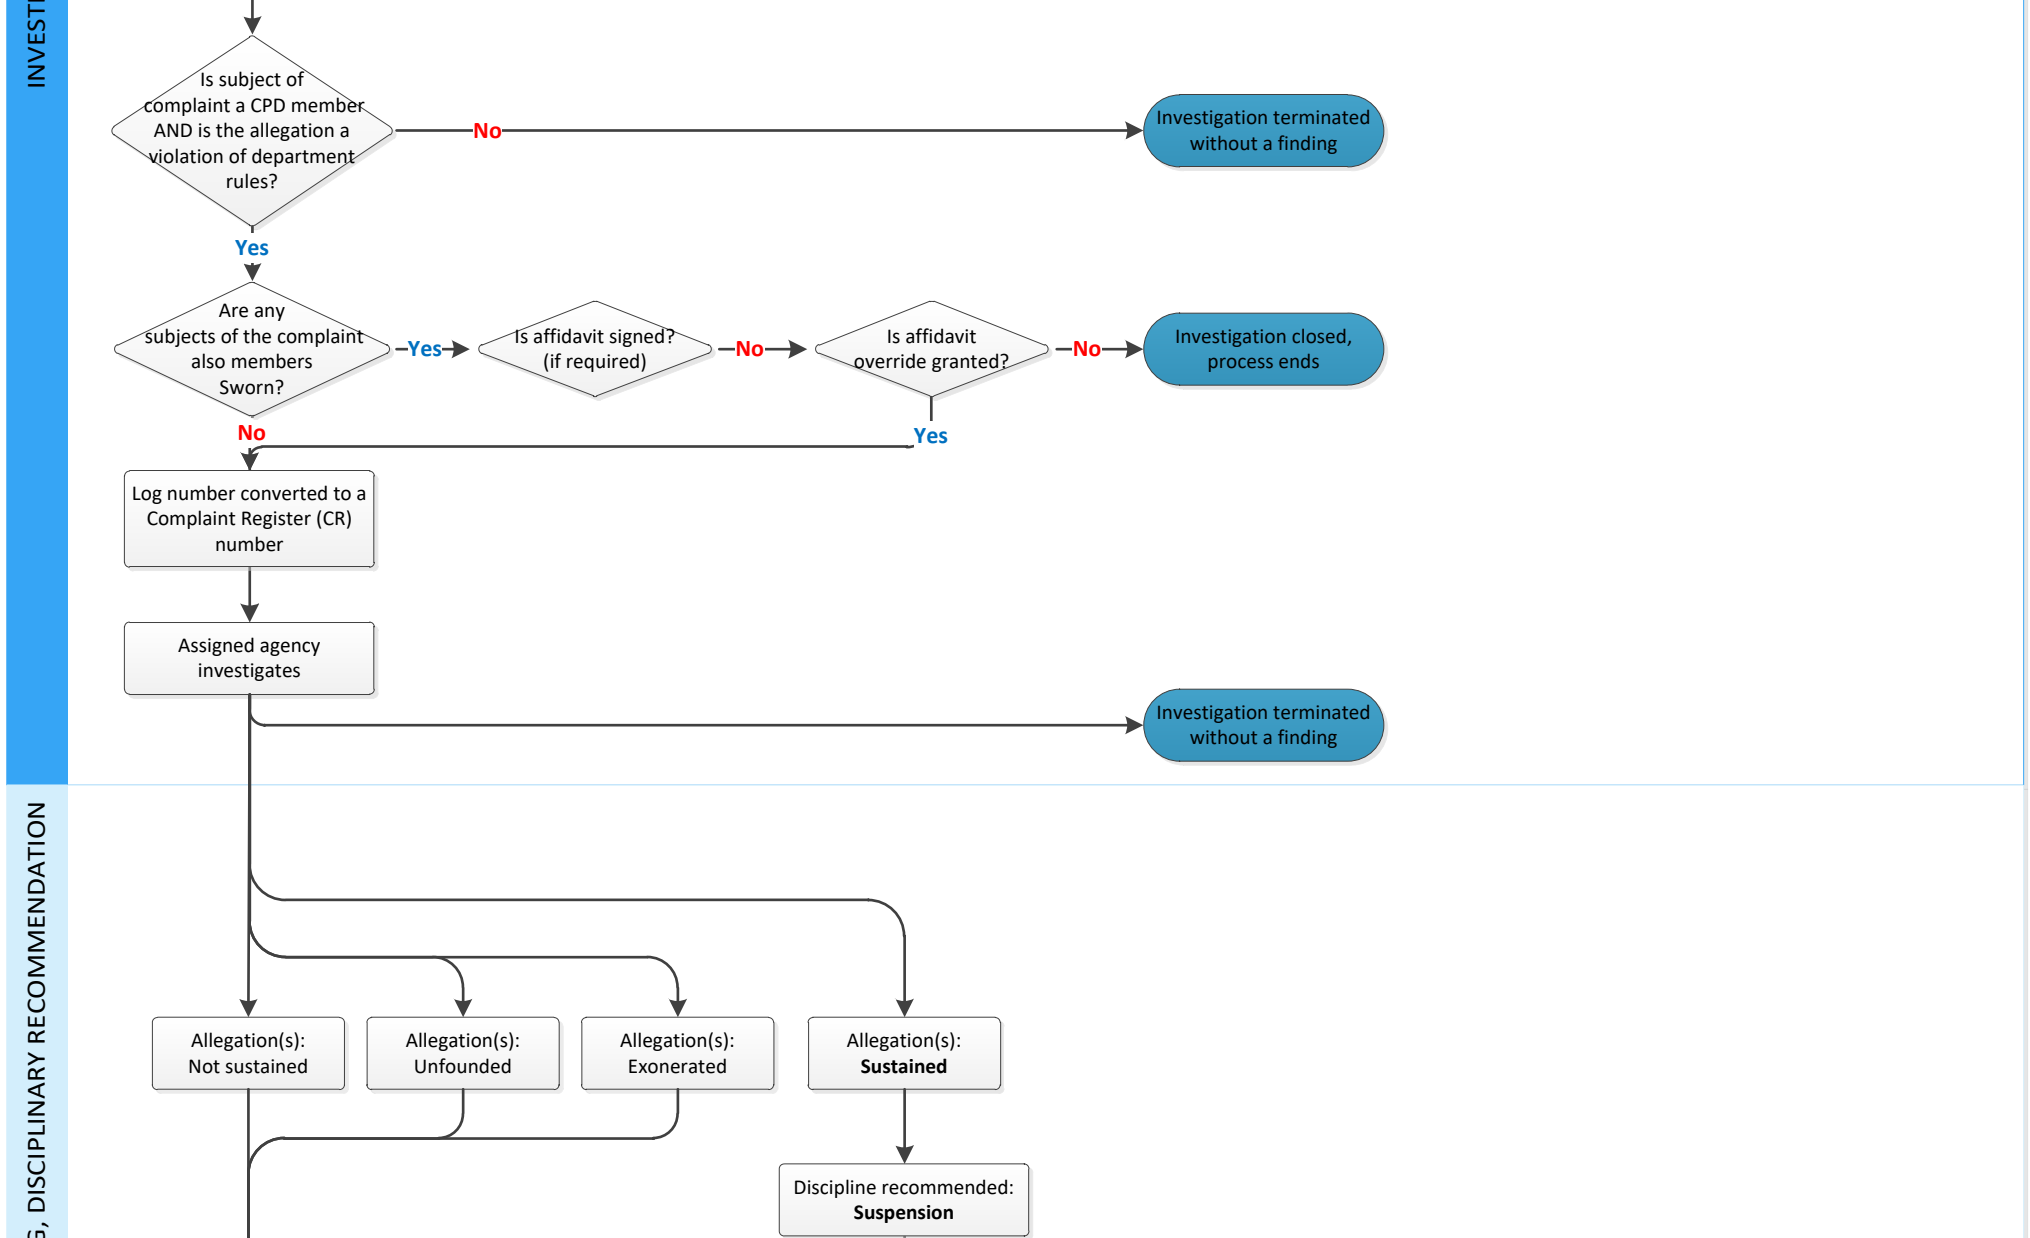 INVESTI
Is subject of
complaint a CPD member
AND is the allegation a
violation of department
rules?
No
Investigation terminated
without a finding
Yes
Are any
subjects of the complaint
also members
Sworn?
Yes
Is affidavit signed?
(if required)
No
Is affidavit
override granted?
No
Investigation closed,
process ends
No
Yes
Log number converted to a
Complaint Register (CR)
number
Assigned agency
investigates
Investigation terminated
without a finding
G, DISCIPLINARY RECOMMENDATION
Allegation(s):
Not sustained
Allegation(s):
Unfounded
Allegation(s):
Exonerated
Allegation(s):
Sustained
Discipline recommended:
Suspension